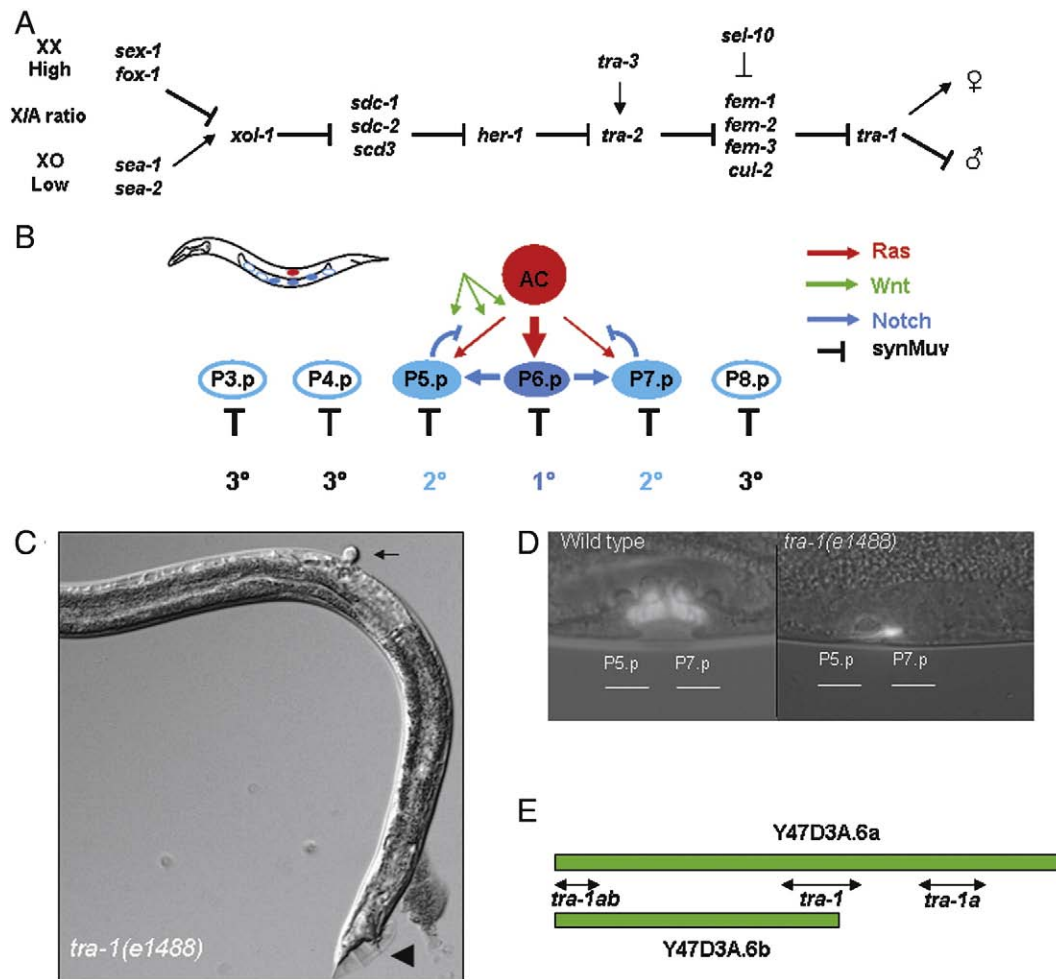 A
XX
High
X/A ratio
XO
Low
sex-1
fox-1
sea-1
sea-2
xol-1
sdc-1
sdc-2
scd3
her-1
tra-3
tra-2
sel-10
fem-1
fem-2
fem-3
cul-2
tra-1
♀
♂
B
AC
Ras
Wnt
Notch
synMuv
P3.p P4.p P5.p P6.p P7.p P8.p
3° 3° 2° 1° 2° 3°
C
tra-1(e1488)
D
Wild type
tra-1(e1488)
P5.p P7.p
P5.p P7.p
E
Y47D3A.6a
tra-1ab tra-1 tra-1a
Y47D3A.6b